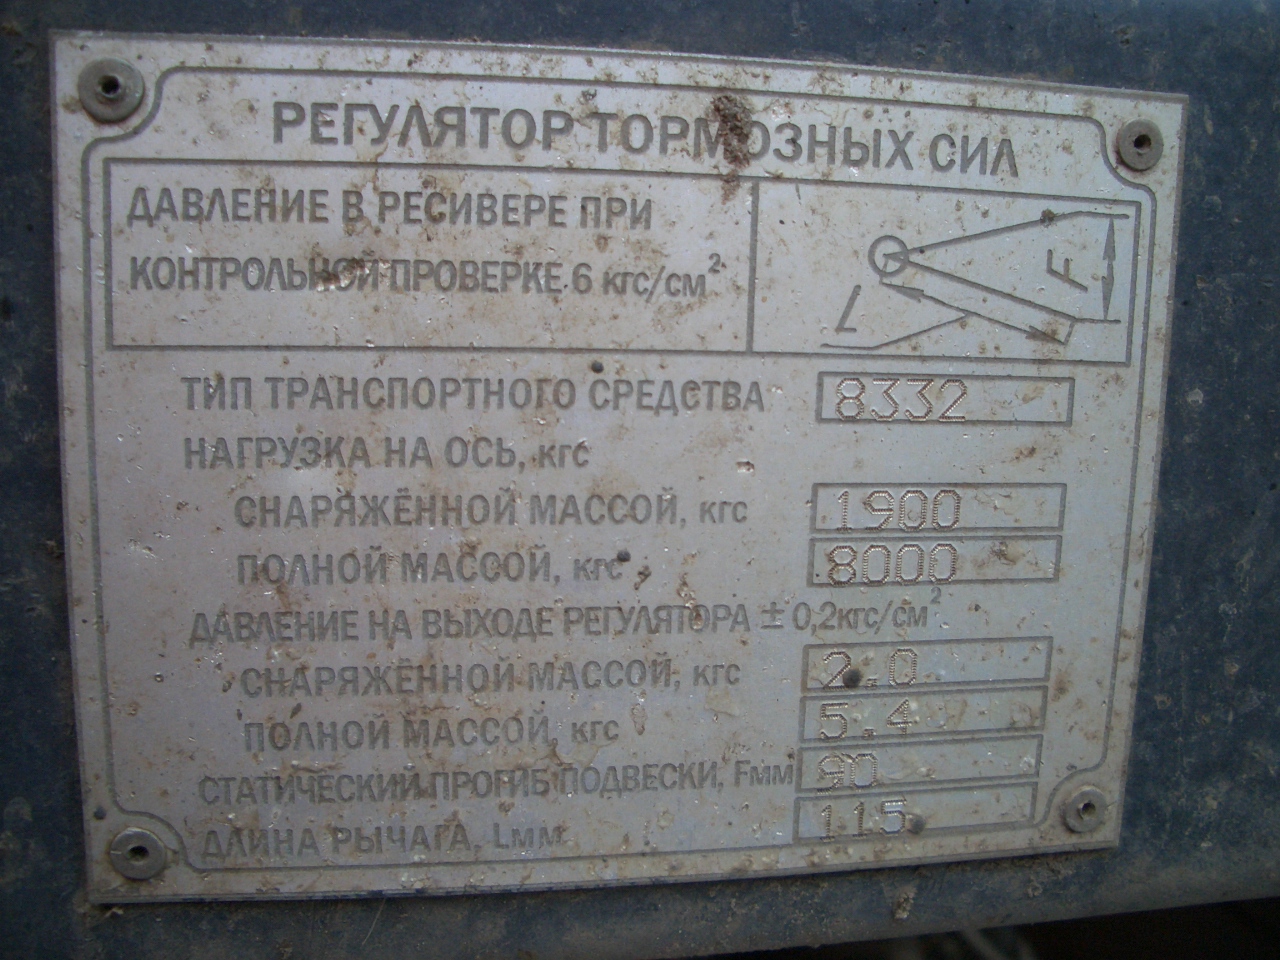 РЕГУЛЯТОР ТОРМОЗНЫХ СИЛ
ДАВЛЕНИЕ В РЕСИВЕРЕ ПРИ
КОНТРОЛЬНОЙ ПРОВЕРКЕ 6 кгс/см²
F
L
ТИП ТРАНСПОРТНОГО СРЕДСТВА 8332
НАГРУЗКА НА ОСЬ, кгс
СНАРЯЖЁННОЙ МАССОЙ, кгс 1900
ПОЛНОЙ МАССОЙ, кгс 8000
ДАВЛЕНИЕ НА ВЫХОДЕ РЕГУЛЯТОРА ± 0,2кгс/см²
СНАРЯЖЁННОЙ МАССОЙ, кгс 2.0
ПОЛНОЙ МАССОЙ, кгс 5.4
СТАТИЧЕСКИЙ ПРОГИБ ПОДВЕСКИ, Fмм 90
ДЛИНА РЫЧАГА, Lмм 115